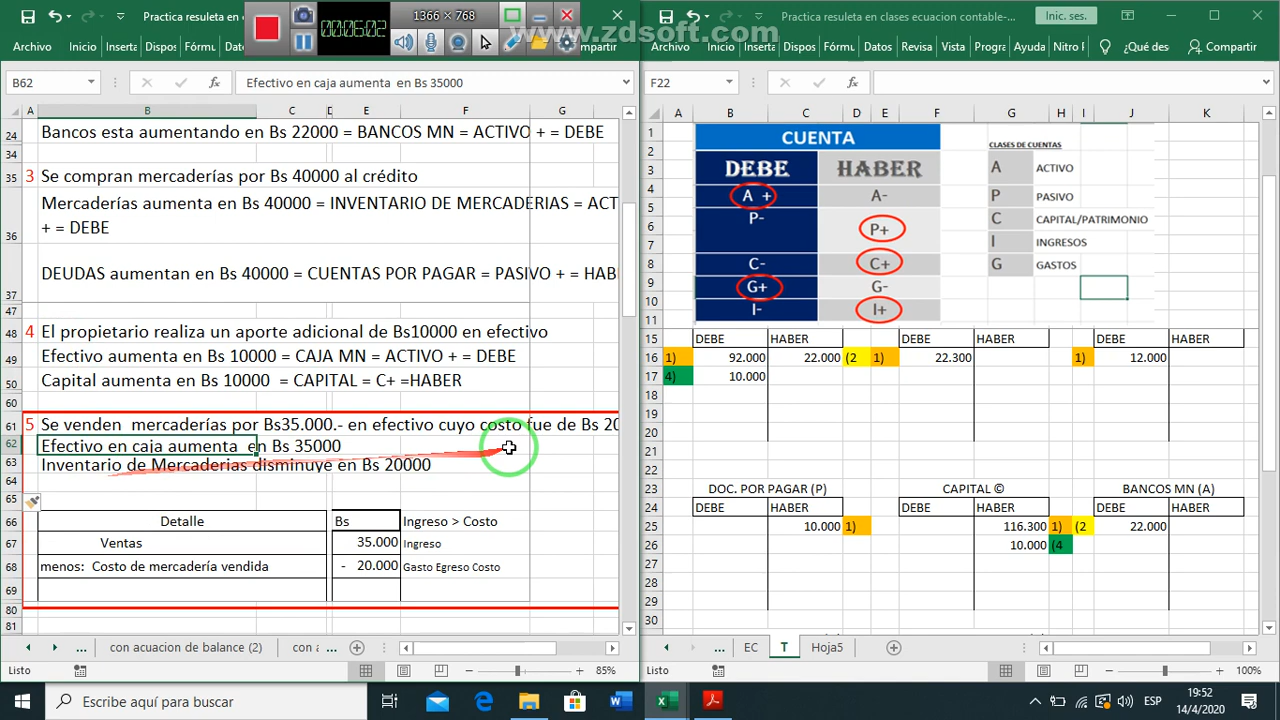 1366 x 768
00:06:02
www.zdsoft.com
Practica resuleta en clases ecu
Compartir
Archivo Inicio Inserta Dispos Fórmu
B62 Efectivo en caja aumenta en Bs 35000
A B C D E F G
24 Bancos esta aumentando en Bs 22000 = BANCOS MN = ACTIVO + = DEBE
34
35 3 Se compran mercaderías por Bs 40000 al crédito
Mercaderías aumenta en Bs 40000 = INVENTARIO DE MERCADERIAS = ACT
36 + = DEBE
37 DEUDAS aumentan en Bs 40000 = CUENTAS POR PAGAR = PASIVO + = HAB
47
48 4 El propietario realiza un aporte adicional de Bs10000 en efectivo
49 Efectivo aumenta en Bs 10000 = CAJA MN = ACTIVO + = DEBE
50 Capital aumenta en Bs 10000 = CAPITAL = C+ =HABER
60
61 5 Se venden mercaderías por Bs35.000.- en efectivo cuyo costo fue de Bs 20
62 Efectivo en caja aumenta en Bs 35000
63 Inventario de Mercaderias disminuye en Bs 20000
64
65
66 Detalle Bs Ingreso > Costo
67 Ventas 35.000 Ingreso
68 menos: Costo de mercadería vendida - 20.000 Gasto Egreso Costo
69
80
81
... con acuacion de balance (2) con a ...
Listo 85%
Practica resuleta en clases ecuacion contable-... Inic. ses.
Archivo Inicio Inserta Dispos Fórmu Datos Revisa Vista Progra Ayuda Nitro P ¿Qué des Compartir
F22
A B C D E F G H I J K
1 CUENTA CLASES DE CUENTAS
2
3 DEBE HABER A ACTIVO
4 A + A- P PASIVO
5 P-
6 P+ C CAPITAL/PATRIMONIO
7 I INGRESOS
8 C- C+ G GASTOS
9 G+ G-
10
11 I- I+
15 DEBE HABER DEBE HABER DEBE HABER
16 1) 92.000 22.000 (2 1) 22.300 1) 12.000
17 4) 10.000
18
19
20
21
22
23 DOC. POR PAGAR (P) CAPITAL © BANCOS MN (A)
24 DEBE HABER DEBE HABER DEBE HABER
25 10.000 1) 116.300 1) (2 22.000
26 10.000 (4
27
28
29
30
... EC T Hoja5
Listo 100%
Escribe aquí para buscar
ESP 19:52
14/4/2020